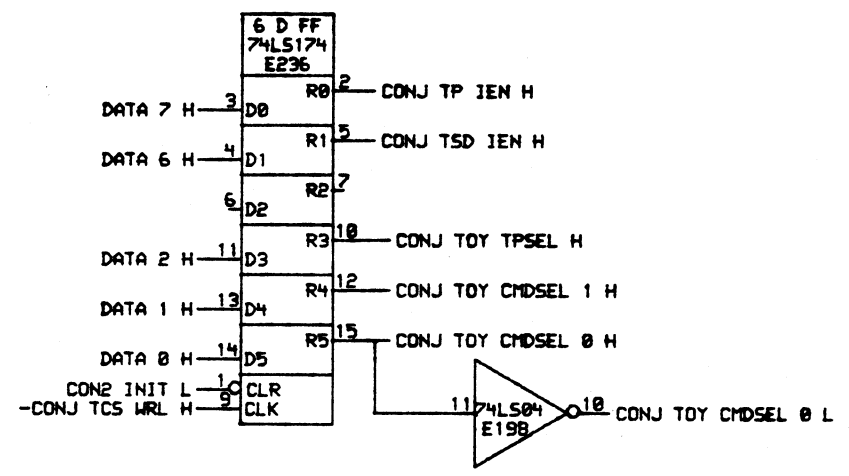 6 D FF
74LS174
E236
R0 2 CONJ TP IEN H
DATA 7 H 3 D0
R1 5 CONJ TSD IEN H
DATA 6 H 4 D1
R2 7
6 D2
R3 10 CONJ TOY TPSEL H
DATA 2 H 11 D3
R4 12 CONJ TOY CMDSEL 1 H
DATA 1 H 13 D4
R5 15 CONJ TOY CMDSEL 0 H
DATA 0 H 14 D5
CON2 INIT L 1 CLR
-CONJ TCS WRL H 9 CLK
11 74LS04 10 CONJ TOY CMDSEL 0 L
E198